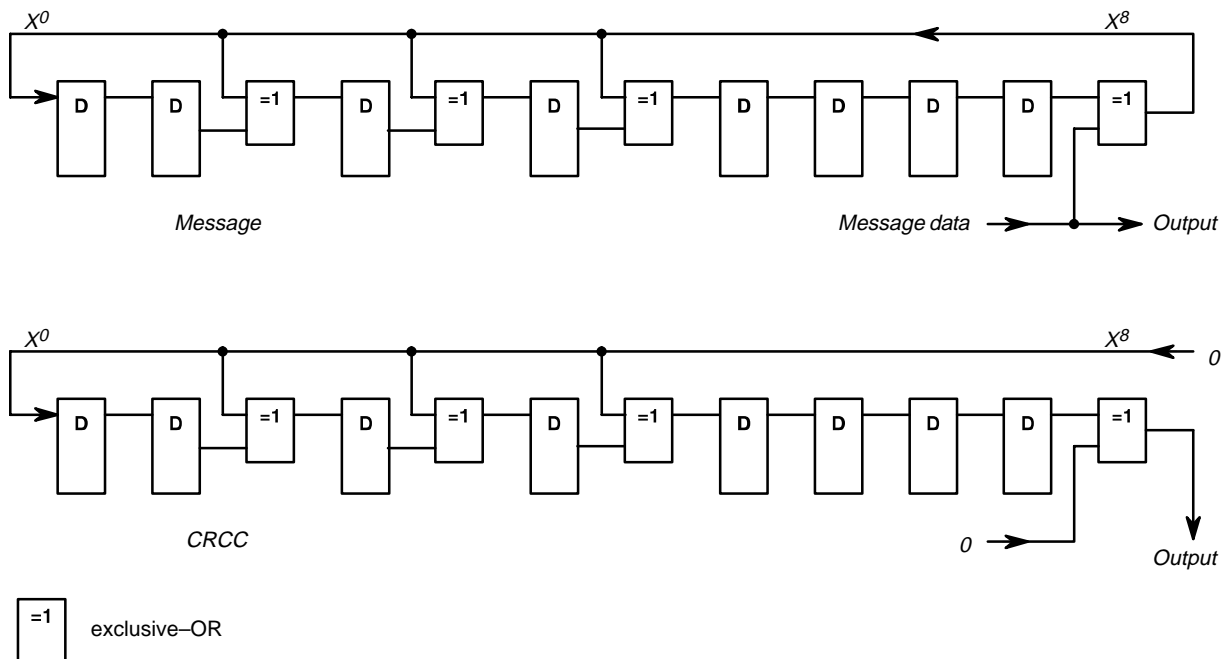 X0 X8
D D =1 D =1 D =1 D D D D =1
Message Message data Output
X0 X8 0
D D =1 D =1 D =1 D D D D =1
CRCC 0 Output
=1 exclusive–OR